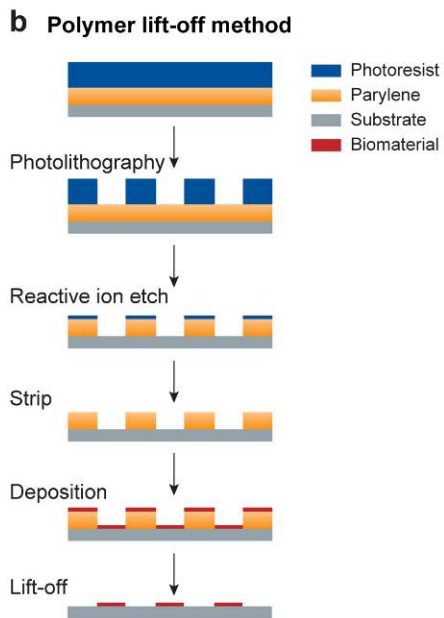 b Polymer lift-off method
Photoresist
Parylene
Substrate
Biomaterial
Photolithography
Reactive ion etch
Strip
Deposition
Lift-off